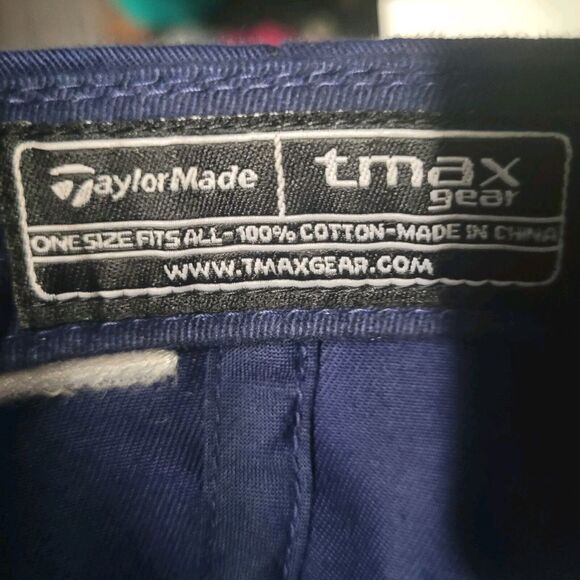 TaylorMade tmax gear
ONE SIZE FITS ALL-100% COTTON-MADE IN CHINA
WWW.TMAXGEAR.COM